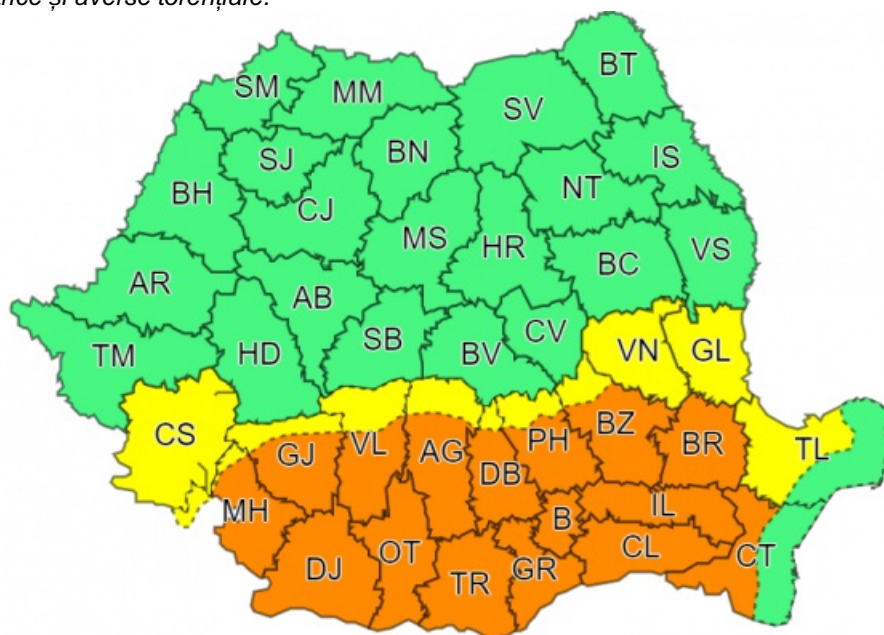 și averse torențiale.
BT
SM
MM
SV
SJ
BN
IS
BH
NT
CJ
MS
HR
VS
BC
AR
AB
SB
CV
TM
HD
BV
VN
GL
CS
BZ
GJ
VL
AG
PH
BR
TL
DB
MH
IL
B
CL
OT
CT
DJ
TR
GR